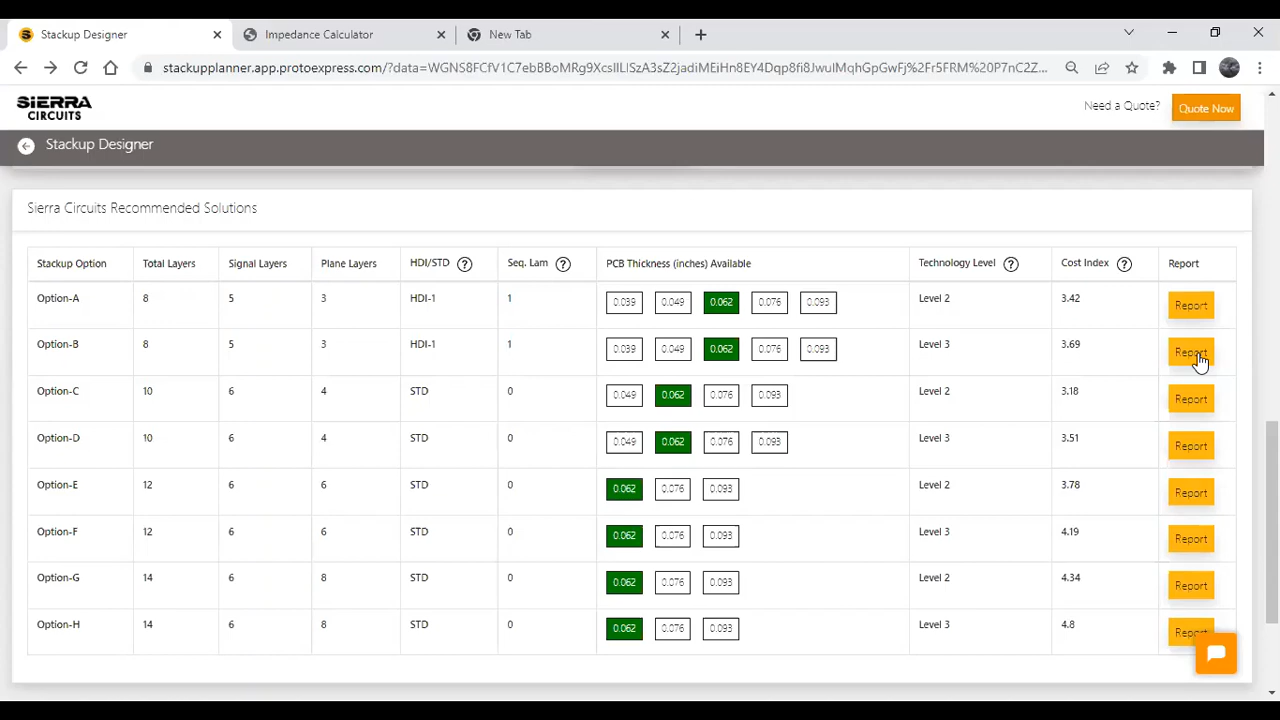 Stackup Designer
Impedance Calculator
New Tab
SIERRA
CIRCUITS
Need a Quote?
Quote Now
Stackup Designer
Sierra Circuits Recommended Solutions
Stackup Option Total Layers Signal Layers Plane Layers HDI/STD ? Seq. Lam ? PCB Thickness (inches) Available Technology Level ? Cost Index ? Report
Option-A 8 5 3 HDI-1 1 0.039 0.049 0.062 0.076 0.093 Level 2 3.42 Report
Option-B 8 5 3 HDI-1 1 0.039 0.049 0.062 0.076 0.093 Level 3 3.69 Report
Option-C 10 6 4 STD 0 0.049 0.062 0.076 0.093 Level 2 3.18 Report
Option-D 10 6 4 STD 0 0.049 0.062 0.076 0.093 Level 3 3.51 Report
Option-E 12 6 6 STD 0 0.062 0.076 0.093 Level 2 3.78 Report
Option-F 12 6 6 STD 0 0.062 0.076 0.093 Level 3 4.19 Report
Option-G 14 6 8 STD 0 0.062 0.076 0.093 Level 2 4.34 Report
Option-H 14 6 8 STD 0 0.062 0.076 0.093 Level 3 4.8 Report